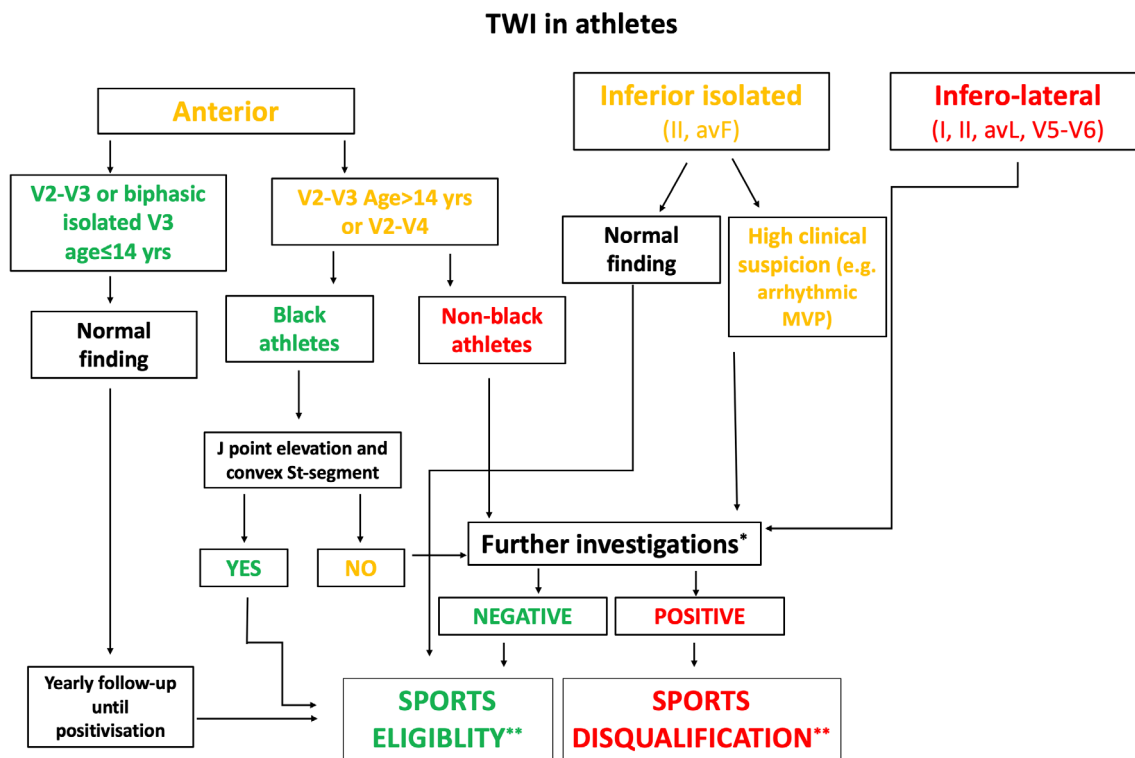 TWI in athletes
Anterior
Inferior isolated
(II, avF)
Infero-lateral
(I, II, avL, V5-V6)
V2-V3 or biphasic
isolated V3
age≤14 yrs
V2-V3 Age>14 yrs
or V2-V4
Normal
finding
High clinical
suspicion (e.g.
arrhythmic
MVP)
Normal
finding
Black
athletes
Non-black
athletes
J point elevation and
convex St-segment
Further investigations*
YES
NO
NEGATIVE
POSITIVE
Yearly follow-up
until
positivisation
SPORTS
ELIGIBLITY**
SPORTS
DISQUALIFICATION**